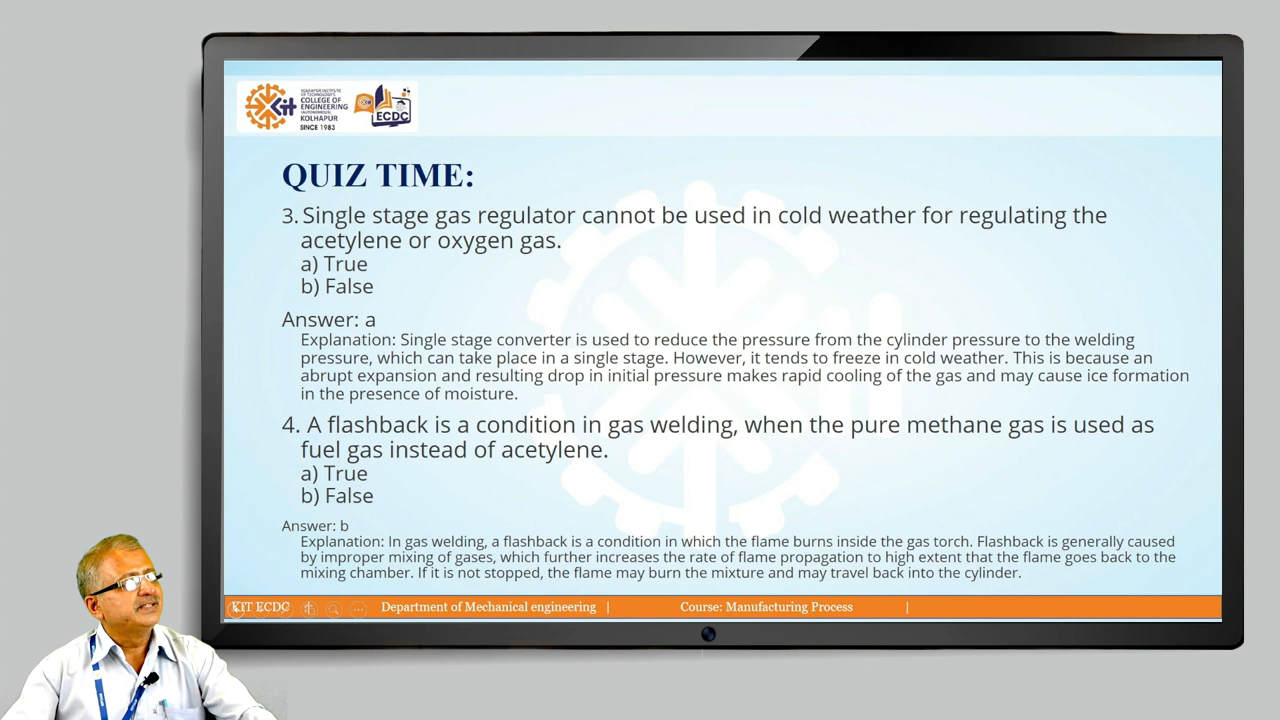 KOLHAPUR INSTITUTE
OF TECHNOLOGY'S
COLLEGE OF
ENGINEERING
(AUTONOMOUS)
KOLHAPUR
SINCE 1983
Kit
ECDC
QUIZ TIME:
3. Single stage gas regulator cannot be used in cold weather for regulating the
acetylene or oxygen gas.
a) True
b) False
Answer: a
Explanation: Single stage converter is used to reduce the pressure from the cylinder pressure to the welding
pressure, which can take place in a single stage. However, it tends to freeze in cold weather. This is because an
abrupt expansion and resulting drop in initial pressure makes rapid cooling of the gas and may cause ice formation
in the presence of moisture.
4. A flashback is a condition in gas welding, when the pure methane gas is used as
fuel gas instead of acetylene.
a) True
b) False
Answer: b
Explanation: In gas welding, a flashback is a condition in which the flame burns inside the gas torch. Flashback is generally caused
by improper mixing of gases, which further increases the rate of flame propagation to high extent that the flame goes back to the
mixing chamber. If it is not stopped, the flame may burn the mixture and may travel back into the cylinder.
KIT ECDC Department of Mechanical engineering | Course: Manufacturing Process |